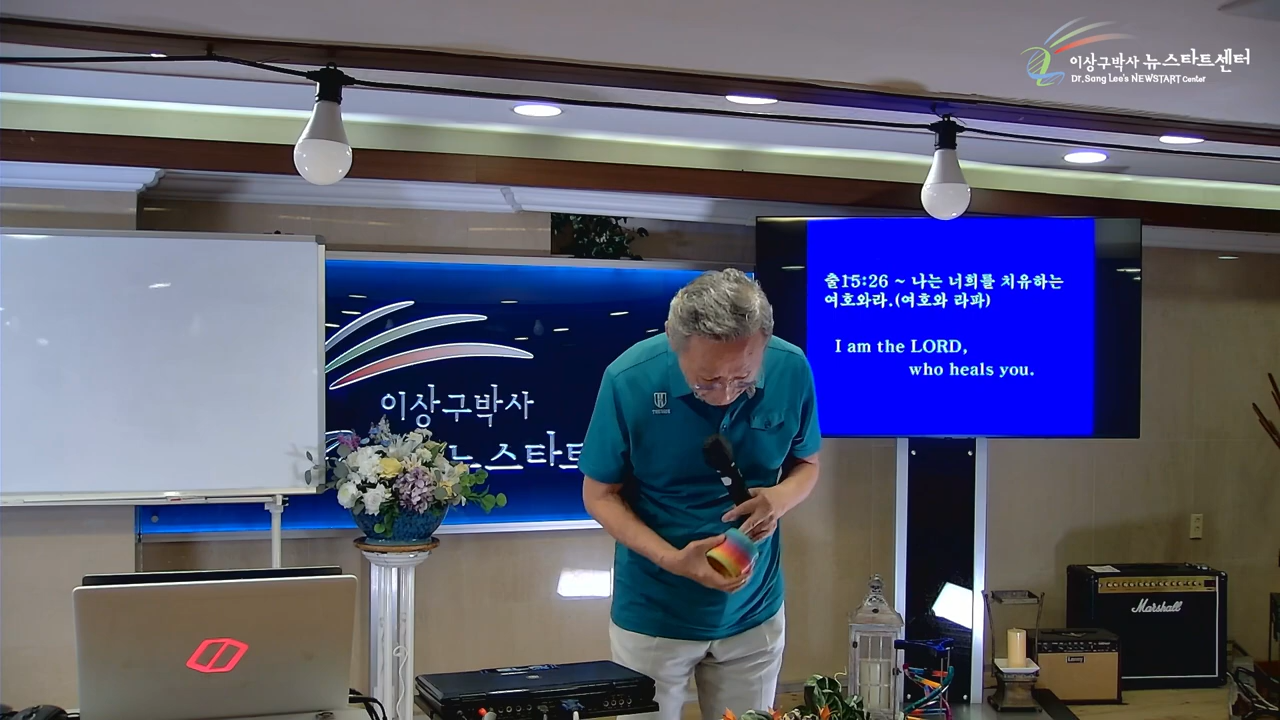 이상구박사 뉴스타트센터
Dr. Sang Lee's NEWSTART Center
출15:26 ~ 나는 너희를 치유하는
여호와라.(여호와 라파)
I am the LORD,
who heals you.
이상구박사
뉴스타트
Marshall
Laney